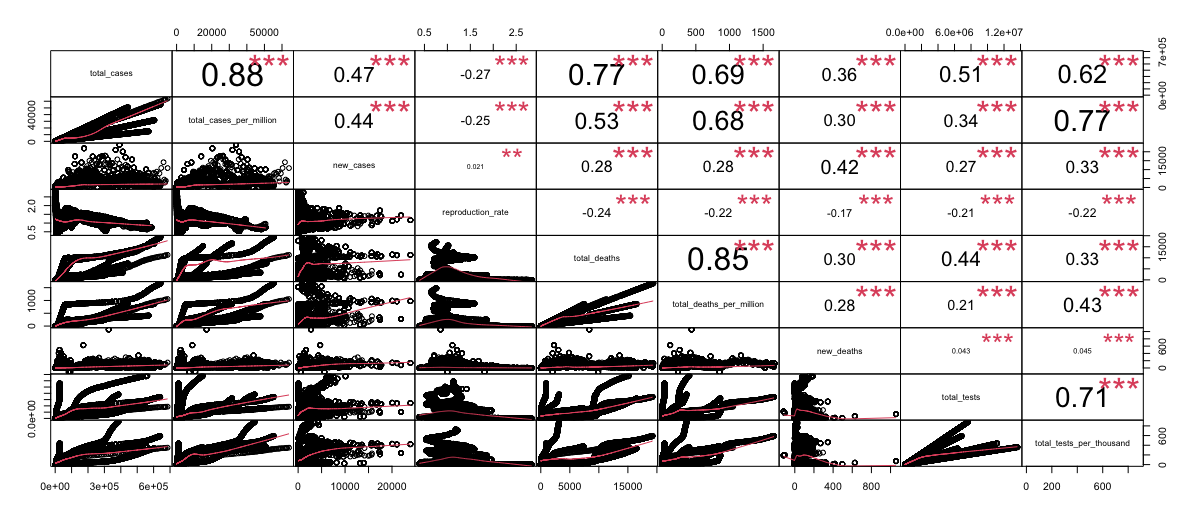 0 20000 50000 0.5 1.5 2.5 0 500 1000 1500 0.0e+00 6.0e+06 1.2e+07
total_cases 0.88 *** 0.47 *** -0.27 *** 0.77 *** 0.69 *** 0.36 *** 0.51 *** 0.62 *** 0e+00 7e+05
0 40000 total_cases_per_million 0.44 *** -0.25 *** 0.53 *** 0.68 *** 0.30 *** 0.34 *** 0.77 ***
new_cases 0.021 ** 0.28 *** 0.28 *** 0.42 *** 0.27 *** 0.33 *** 0 15000
0.5 2.0 reproduction_rate -0.24 *** -0.22 *** -0.17 *** -0.21 *** -0.22 ***
total_deaths 0.85 *** 0.30 *** 0.44 *** 0.33 *** 0 15000
0 1000 total_deaths_per_million 0.28 *** 0.21 *** 0.43 ***
new_deaths 0.043 *** 0.045 *** 0 600
0.0e+00 total_tests 0.71 ***
total_tests_per_thousand 0 600
0e+00 3e+05 6e+05 0 10000 20000 0 5000 15000 0 400 800 0 200 600